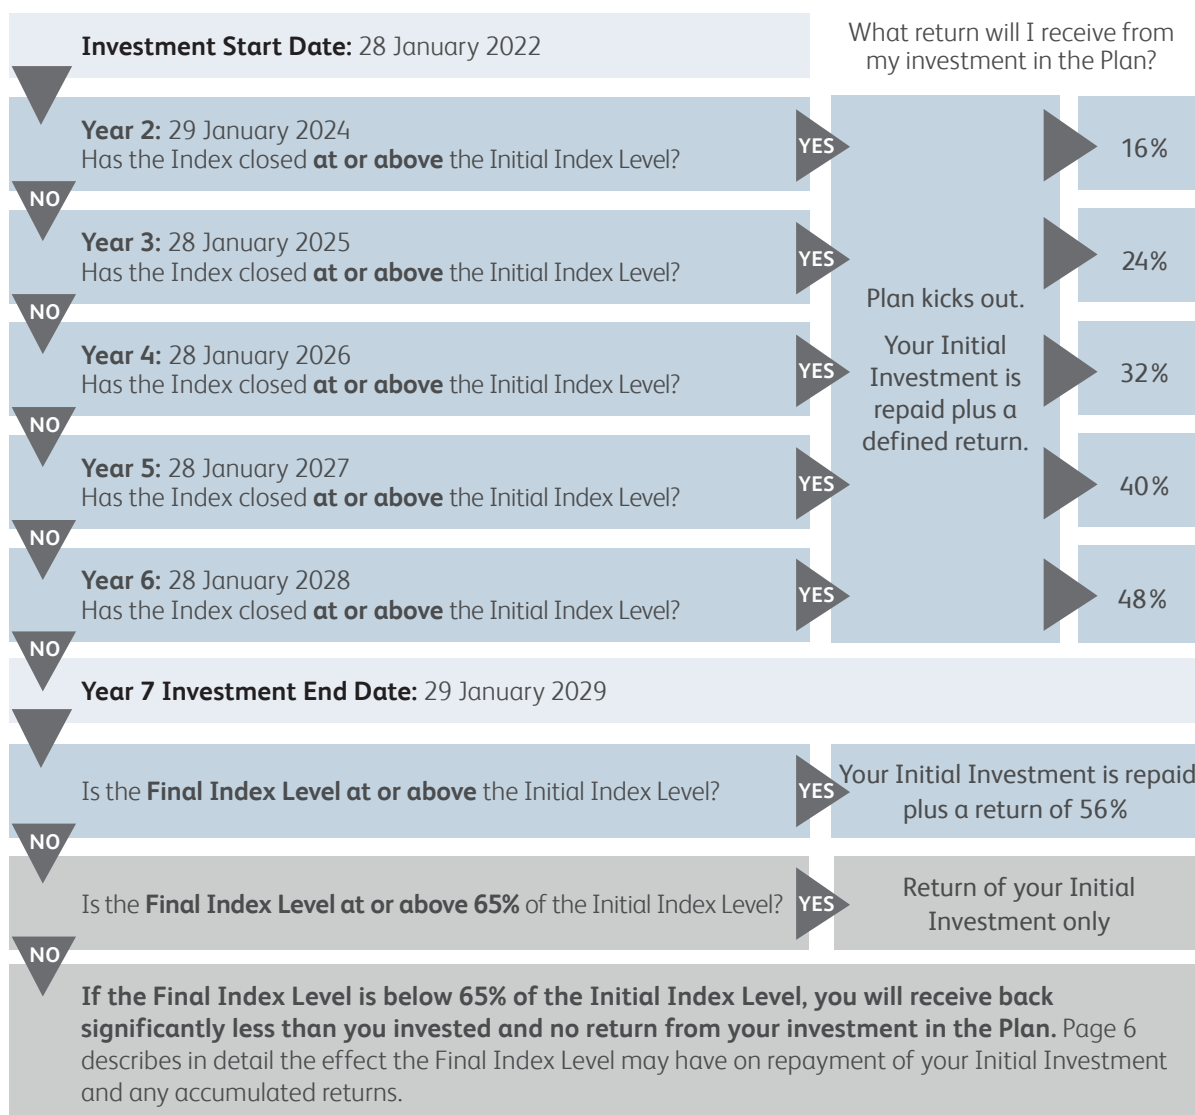 Investment Start Date: 28 January 2022
What return will I receive from
my investment in the Plan?
Year 2: 29 January 2024
Has the Index closed at or above the Initial Index Level?
YES
16%
NO
Year 3: 28 January 2025
Has the Index closed at or above the Initial Index Level?
YES
24%
NO
Plan kicks out.
Your Initial
Investment is
repaid plus a
defined return.
Year 4: 28 January 2026
Has the Index closed at or above the Initial Index Level?
YES
32%
NO
Year 5: 28 January 2027
Has the Index closed at or above the Initial Index Level?
YES
40%
NO
Year 6: 28 January 2028
Has the Index closed at or above the Initial Index Level?
YES
48%
NO
Year 7 Investment End Date: 29 January 2029
Is the Final Index Level at or above the Initial Index Level?
YES
Your Initial Investment is repaid
plus a return of 56%
NO
Is the Final Index Level at or above 65% of the Initial Index Level?
YES
Return of your Initial
Investment only
NO
If the Final Index Level is below 65% of the Initial Index Level, you will receive back
significantly less than you invested and no return from your investment in the Plan. Page 6
describes in detail the effect the Final Index Level may have on repayment of your Initial Investment
and any accumulated returns.